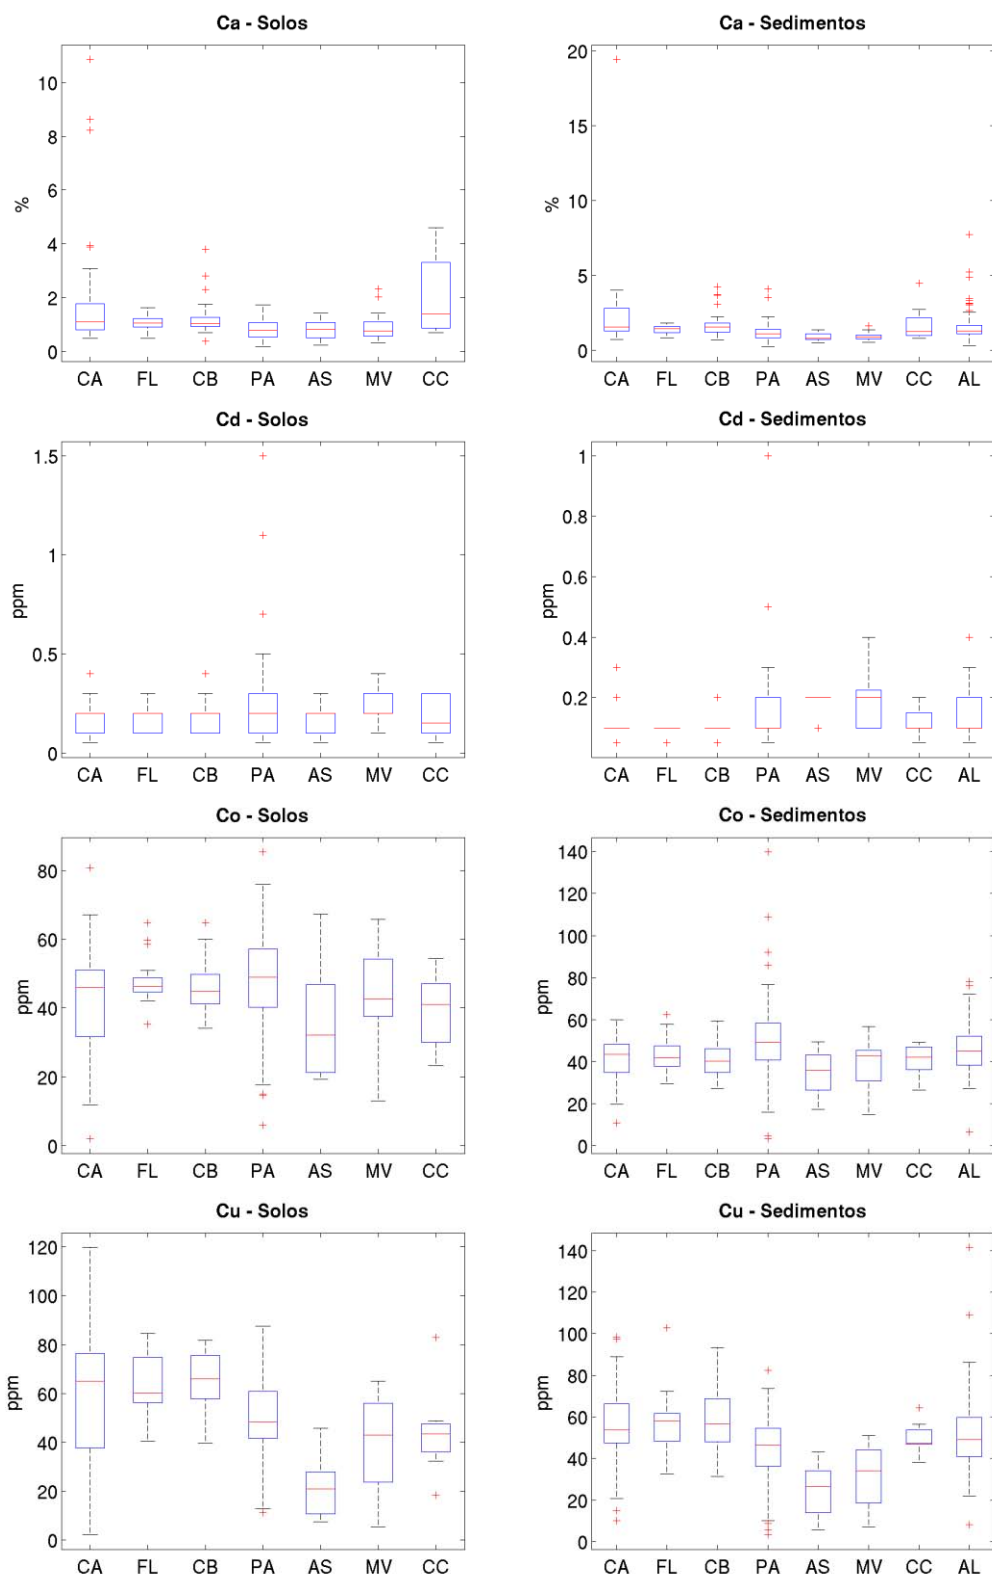 Ca - Solos
Ca - Sedimentos
10
8
6
4
2
0
%
CA FL CB PA AS MV CC
20
15
10
5
0
%
CA FL CB PA AS MV CC AL
Cd - Solos
Cd - Sedimentos
1.5
1
0.5
0
ppm
CA FL CB PA AS MV CC
1
0.8
0.6
0.4
0.2
ppm
CA FL CB PA AS MV CC AL
Co - Solos
Co - Sedimentos
80
60
40
20
0
ppm
CA FL CB PA AS MV CC
140
120
100
80
60
40
20
0
ppm
CA FL CB PA AS MV CC AL
Cu - Solos
Cu - Sedimentos
120
100
80
60
40
20
0
ppm
CA FL CB PA AS MV CC
140
120
100
80
60
40
20
0
ppm
CA FL CB PA AS MV CC AL